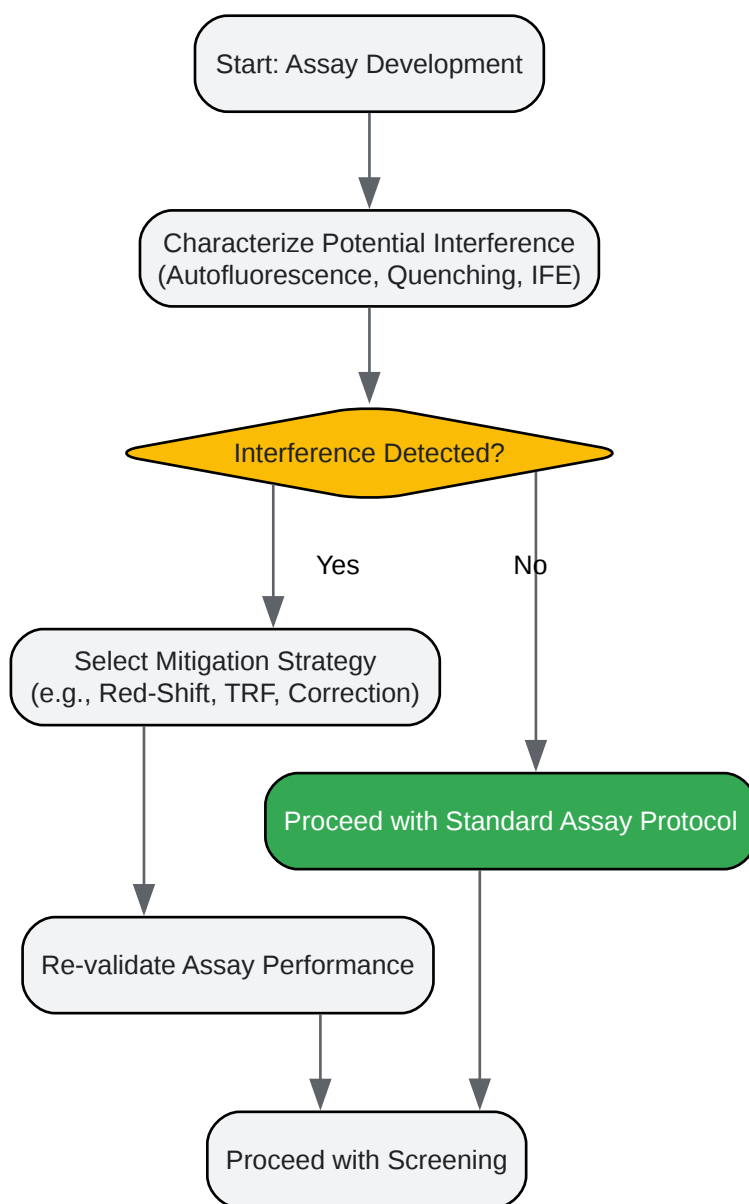 Start: Assay Development
Characterize Potential Interference
(Autofluorescence, Quenching, IFE)
Interference Detected?
Yes
No
Select Mitigation Strategy
(e.g., Red-Shift, TRF, Correction)
Proceed with Standard Assay Protocol
Re-validate Assay Performance
Proceed with Screening